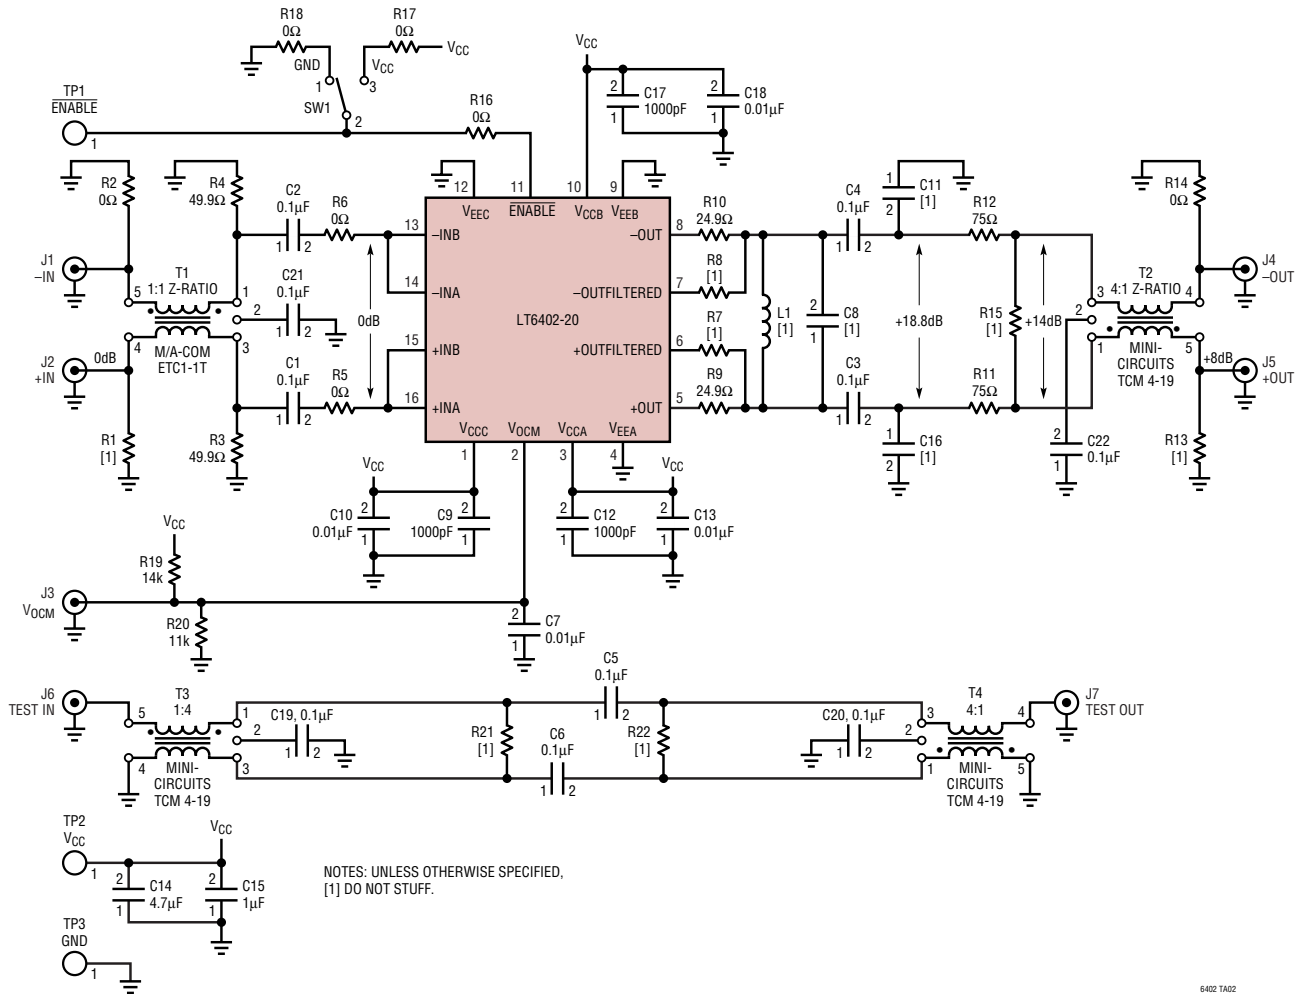 R18
0Ω
R17
0Ω
GND
VCC
VCC
1
3
SW1
2
TP1
ENABLE
1
R16
0Ω
VCC
2
C17
1000pF
1
2
C18
0.01µF
1
R2
0Ω
R4
49.9Ω
C2
0.1µF
1
2
R6
0Ω
12
11
10
9
VEEC
ENABLE
VCCB
VEEB
13
–INB
–OUT
8
R10
24.9Ω
C4
0.1µF
1
2
1
C11
[1]
2
R12
75Ω
R14
0Ω
J1
–IN
5
T1
1:1 Z-RATIO
1
C21
0.1µF
2
1
2
14
–INA
–OUTFILTERED
7
R8
[1]
T2
4:1 Z-RATIO
3
4
J4
–OUT
LT6402-20
0dB
L1
[1]
2
C8
[1]
1
+18.8dB
R15
[1]
+14dB
2
J2
+IN
0dB
4
3
M/A-COM
ETC1-1T
15
+INB
+OUTFILTERED
6
R7
[1]
1
5
MINI-
CIRCUITS
TCM 4-19
+8dB
J5
+OUT
C1
0.1µF
1
2
R5
0Ω
16
+INA
+OUT
5
R9
24.9Ω
C3
0.1µF
1
2
R11
75Ω
R1
[1]
R3
49.9Ω
VCCC
VOCM
VCCA
VEEA
1
2
3
4
1
C16
[1]
2
2
C22
0.1µF
1
R13
[1]
VCC
VCC
C10
0.01µF
2
1
C9
1000pF
2
1
2
C12
1000pF
1
2
C13
0.01µF
1
VCC
R19
14k
J3
VOCM
R20
11k
2
C7
0.01µF
1
J6
TEST IN
5
T3
1:4
1
C19, 0.1µF
2
1
2
4
3
MINI-
CIRCUITS
TCM 4-19
R21
[1]
C5
0.1µF
1
2
C6
0.1µF
1
2
R22
[1]
C20, 0.1µF
1
2
3
T4
4:1
4
2
1
5
MINI-
CIRCUITS
TCM 4-19
J7
TEST OUT
TP2
VCC
1
VCC
2
C14
4.7µF
1
2
C15
1µF
1
NOTES: UNLESS OTHERWISE SPECIFIED,
[1] DO NOT STUFF.
TP3
GND
1
6402 TA02